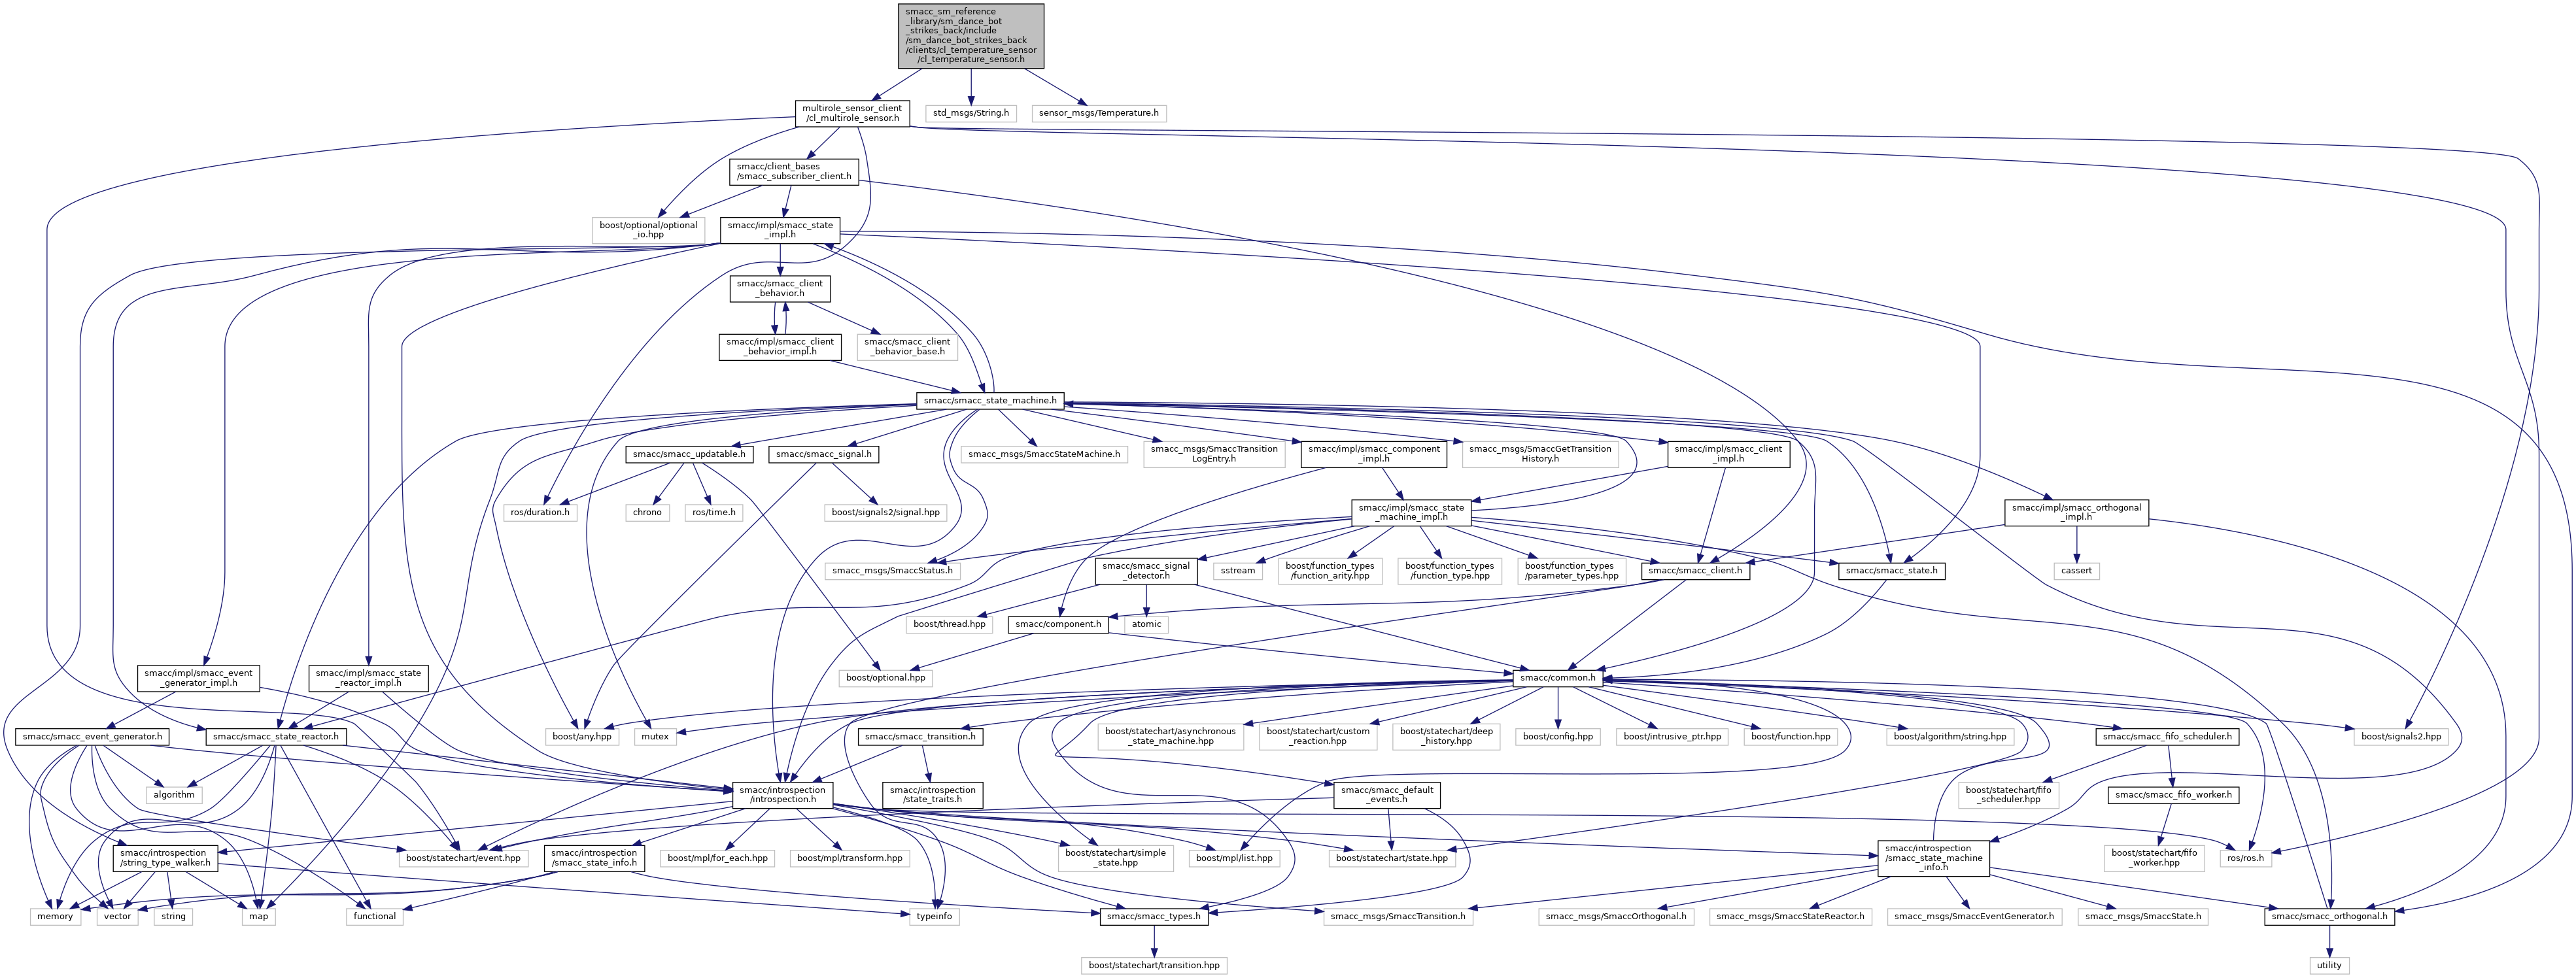 smacc_sm_reference
_library/sm_dance_bot
_strikes_back/include
/sm_dance_bot_strikes_back
/clients/cl_temperature_sensor
/cl_temperature_sensor.h
multirole_sensor_client
/cl_multirole_sensor.h
std_msgs/String.h
sensor_msgs/Temperature.h
smacc/client_bases
/smacc_subscriber_client.h
boost/optional/optional
_io.hpp
smacc/impl/smacc_state
_impl.h
smacc/smacc_client
_behavior.h
smacc/impl/smacc_client
_behavior_impl.h
smacc/smacc_client
_behavior_base.h
smacc/smacc_state_machine.h
smacc/smacc_updatable.h
smacc/smacc_signal.h
smacc_msgs/SmaccStateMachine.h
smacc_msgs/SmaccTransition
LogEntry.h
smacc/impl/smacc_component
_impl.h
smacc_msgs/SmaccGetTransition
History.h
smacc/impl/smacc_client
_impl.h
ros/duration.h
chrono
ros/time.h
boost/signals2/signal.hpp
smacc/impl/smacc_state
_machine_impl.h
smacc/impl/smacc_orthogonal
_impl.h
smacc_msgs/SmaccStatus.h
smacc/smacc_signal
_detector.h
sstream
boost/function_types
/function_arity.hpp
boost/function_types
/function_type.hpp
boost/function_types
/parameter_types.hpp
smacc/smacc_client.h
smacc/smacc_state.h
cassert
boost/thread.hpp
smacc/component.h
atomic
smacc/impl/smacc_event
_generator_impl.h
smacc/impl/smacc_state
_reactor_impl.h
boost/optional.hpp
smacc/common.h
smacc/smacc_event_generator.h
smacc/smacc_state_reactor.h
boost/any.hpp
mutex
smacc/smacc_transition.h
boost/statechart/asynchronous
_state_machine.hpp
boost/statechart/custom
_reaction.hpp
boost/statechart/deep
_history.hpp
boost/config.hpp
boost/intrusive_ptr.hpp
boost/function.hpp
boost/algorithm/string.hpp
smacc/smacc_fifo_scheduler.h
boost/signals2.hpp
algorithm
smacc/introspection
/introspection.h
smacc/introspection
/state_traits.h
smacc/smacc_default
_events.h
boost/statechart/fifo
_scheduler.hpp
smacc/smacc_fifo_worker.h
smacc/introspection
/string_type_walker.h
boost/statechart/event.hpp
smacc/introspection
/smacc_state_info.h
boost/mpl/for_each.hpp
boost/mpl/transform.hpp
boost/statechart/simple
_state.hpp
boost/mpl/list.hpp
boost/statechart/state.hpp
smacc/introspection
/smacc_state_machine
_info.h
boost/statechart/fifo
_worker.hpp
ros/ros.h
memory
vector
string
map
functional
typeinfo
smacc/smacc_types.h
smacc_msgs/SmaccTransition.h
smacc_msgs/SmaccOrthogonal.h
smacc_msgs/SmaccStateReactor.h
smacc_msgs/SmaccEventGenerator.h
smacc_msgs/SmaccState.h
smacc/smacc_orthogonal.h
boost/statechart/transition.hpp
utility